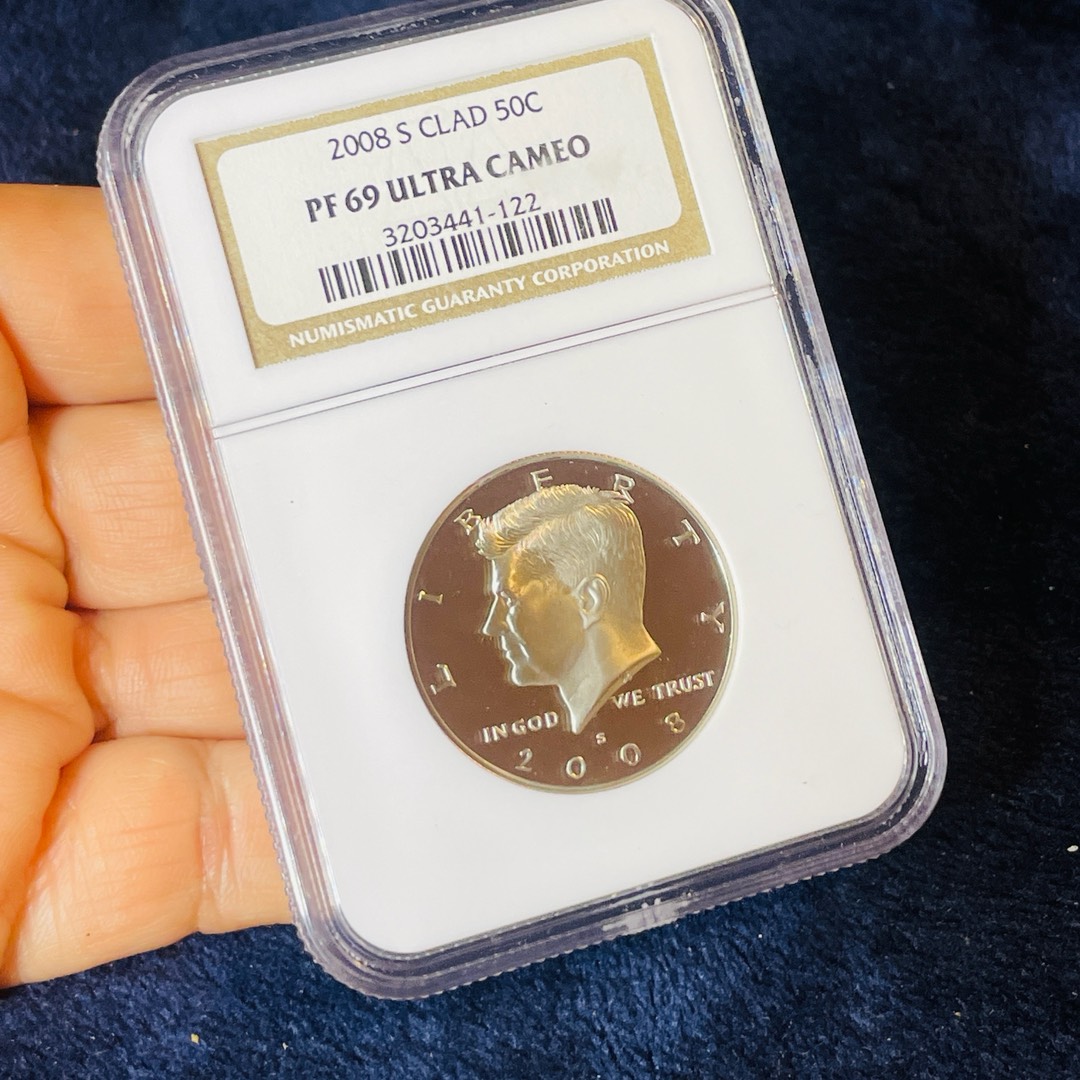 2008 S CLAD 50C
PF 69 ULTRA CAMEO
3203441-122
NUMISMATIC GUARANTY CORPORATION
LIBERTY
IN GOD WE TRUST
S
2008